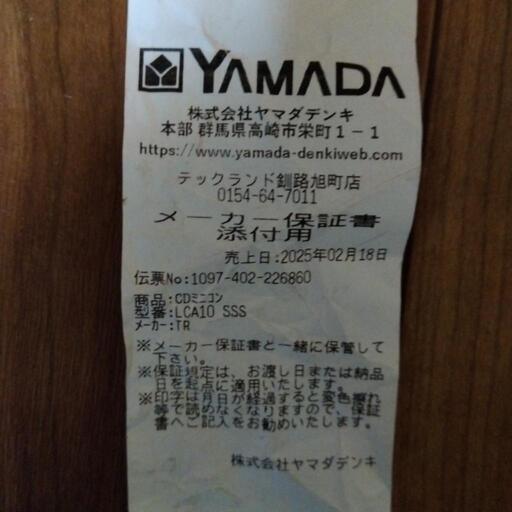 YAMADA
株式会社ヤマダデンキ
本部 群馬県高崎市栄町1-1
https://www.yamada-denkiweb.com
テックランド釧路旭町店
0154-64-7011
メーカー保証書
添付用
売上日:2025年02月18日
伝票No:1097-402-226860
商品:CDミニコン
型番:LCA10 SSS
メーカー:TR
※メーカー保証書と一緒に保管して
下さい。
※保証規定は、お渡し日または納品
日を起点に適用いたします。
※印字は月日が経過すると変色擦れ
等で読めなくなりますので、保証
書へご記入をお勧めいたします。
株式会社ヤマダデンキ